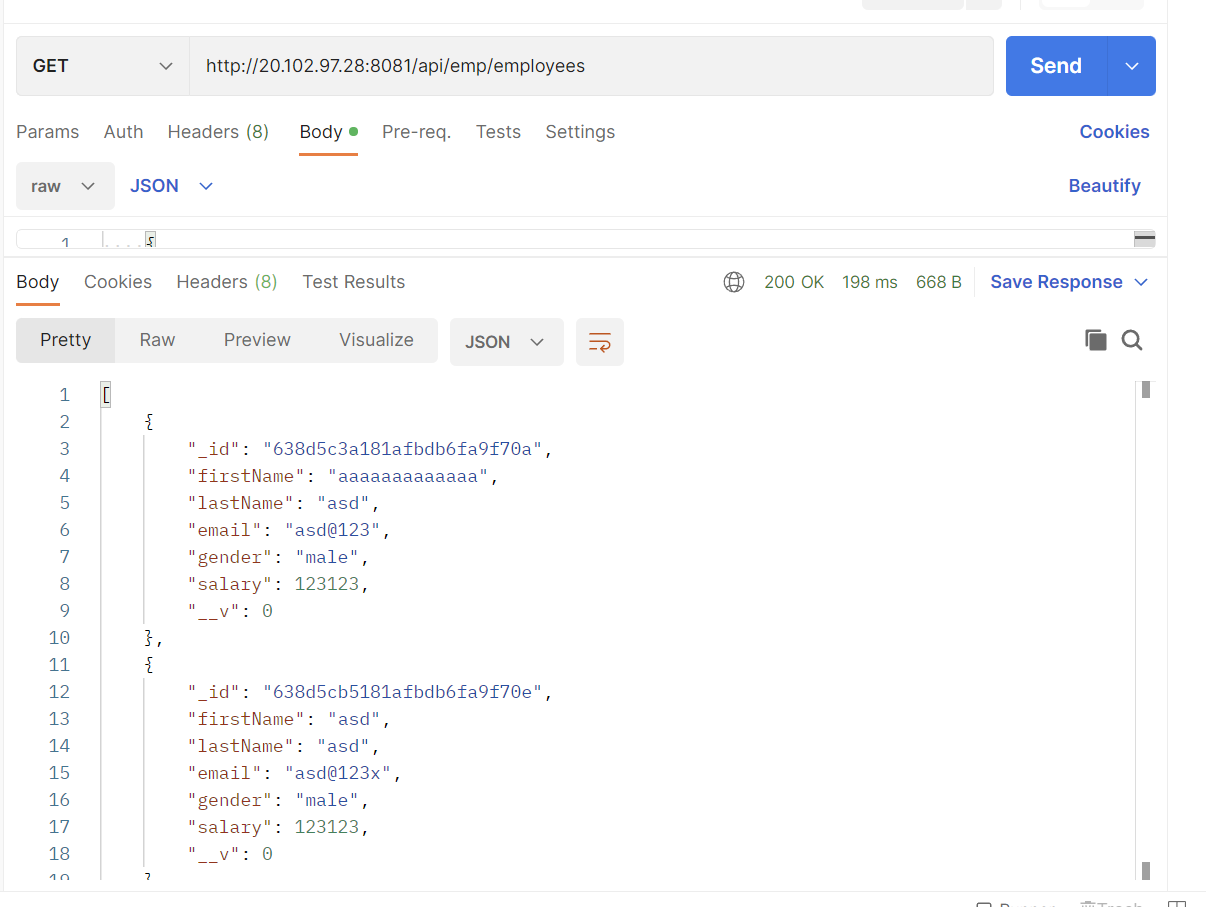 GET http://20.102.97.28:8081/api/emp/employees Send
Params Auth Headers (8) Body Pre-req. Tests Settings Cookies
raw JSON Beautify
1 {
Body Cookies Headers (8) Test Results 200 OK 198 ms 668 B Save Response
Pretty Raw Preview Visualize JSON
1 [
2 {
3 "_id": "638d5c3a181afbdb6fa9f70a",
4 "firstName": "aaaaaaaaaaaaa",
5 "lastName": "asd",
6 "email": "asd@123",
7 "gender": "male",
8 "salary": 123123,
9 "__v": 0
10 },
11 {
12 "_id": "638d5cb5181afbdb6fa9f70e",
13 "firstName": "asd",
14 "lastName": "asd",
15 "email": "asd@123x",
16 "gender": "male",
17 "salary": 123123,
18 "__v": 0
19 }
Trash